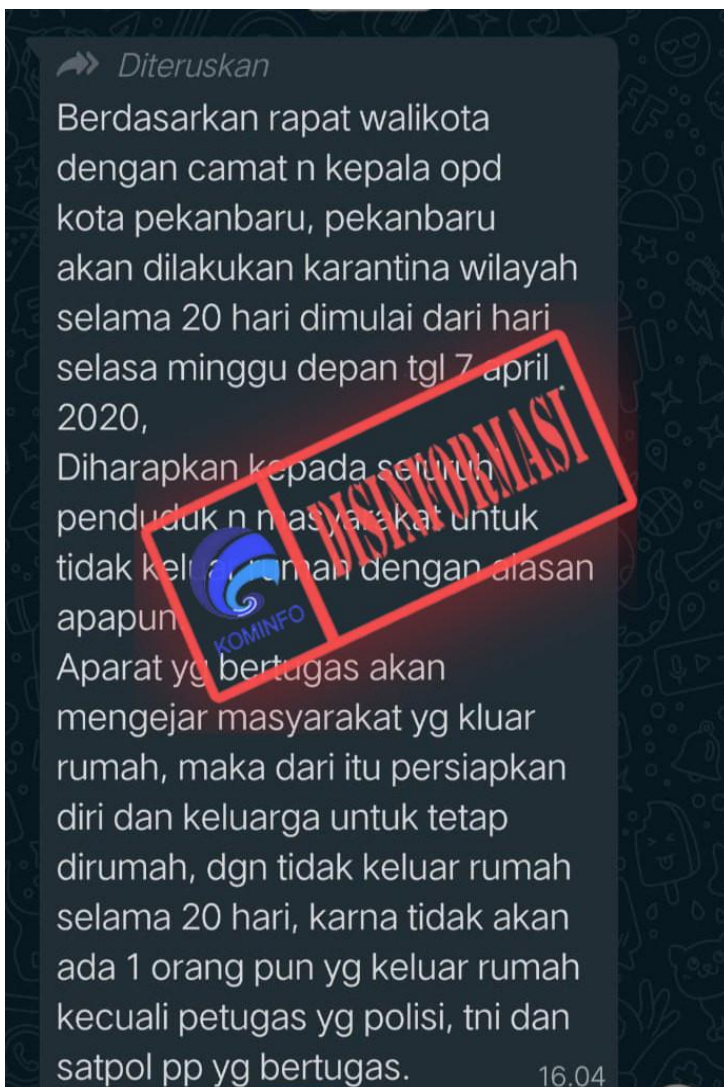 Diteruskan
Berdasarkan rapat walikota
dengan camat n kepala opd
kota pekanbaru, pekanbaru
akan dilakukan karantina wilayah
selama 20 hari dimulai dari hari
selasa minggu depan tgl 7 april
2020,
Diharapkan kepada seluruh
penduduk n masyarakat untuk
tidak keluar rumah dengan alasan
apapun
DISINFORMASI
KOMINFO
Aparat yg bertugas akan
mengejar masyarakat yg kluar
rumah, maka dari itu persiapkan
diri dan keluarga untuk tetap
dirumah, dgn tidak keluar rumah
selama 20 hari, karna tidak akan
ada 1 orang pun yg keluar rumah
kecuali petugas yg polisi, tni dan
satpol pp yg bertugas.
16.04